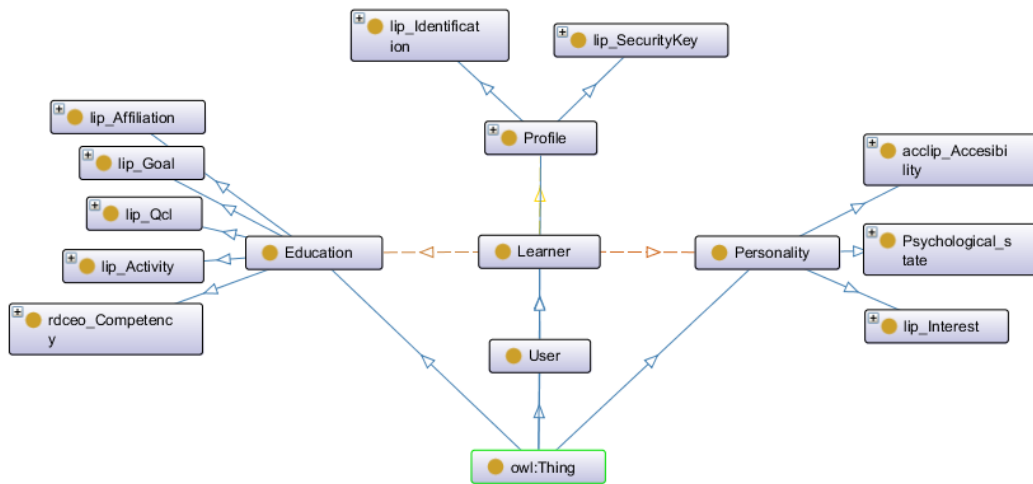 lip_Identificat
ion
lip_SecurityKey
lip_Affiliation
Profile
acclip_Accesibi
lity
lip_Goal
lip_Qcl
Education
Learner
Personality
Psychological_s
tate
lip_Activity
rdceo_Competenc
y
lip_Interest
User
owl:Thing